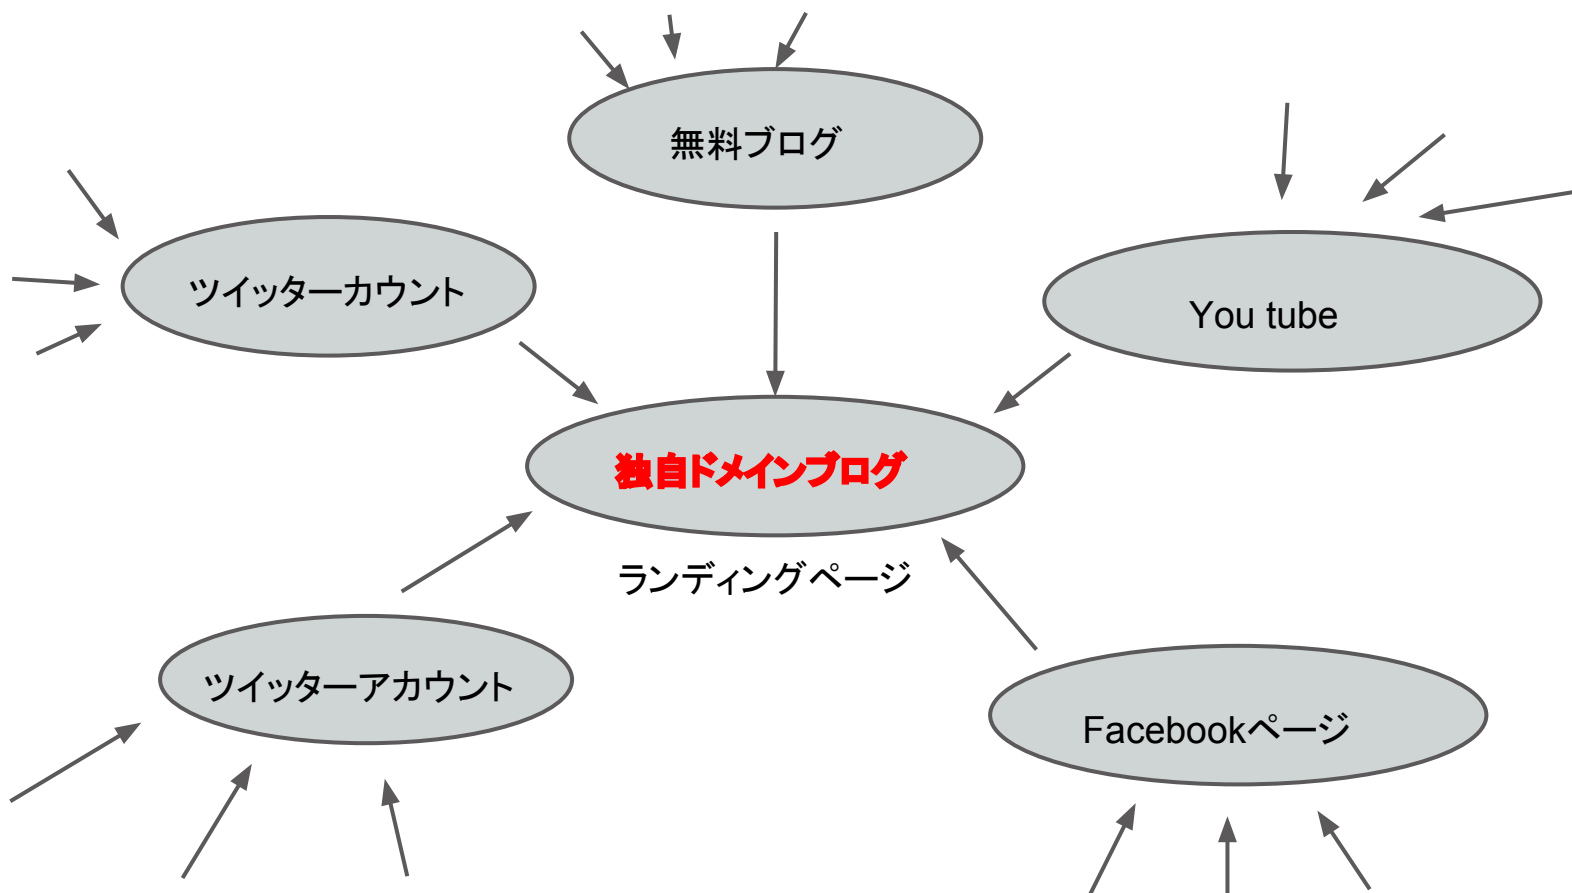 無料ブログ
ツイッターカウント
You tube
独自ドメインブログ
ランディングページ
ツイッターアカウント
Facebookページ